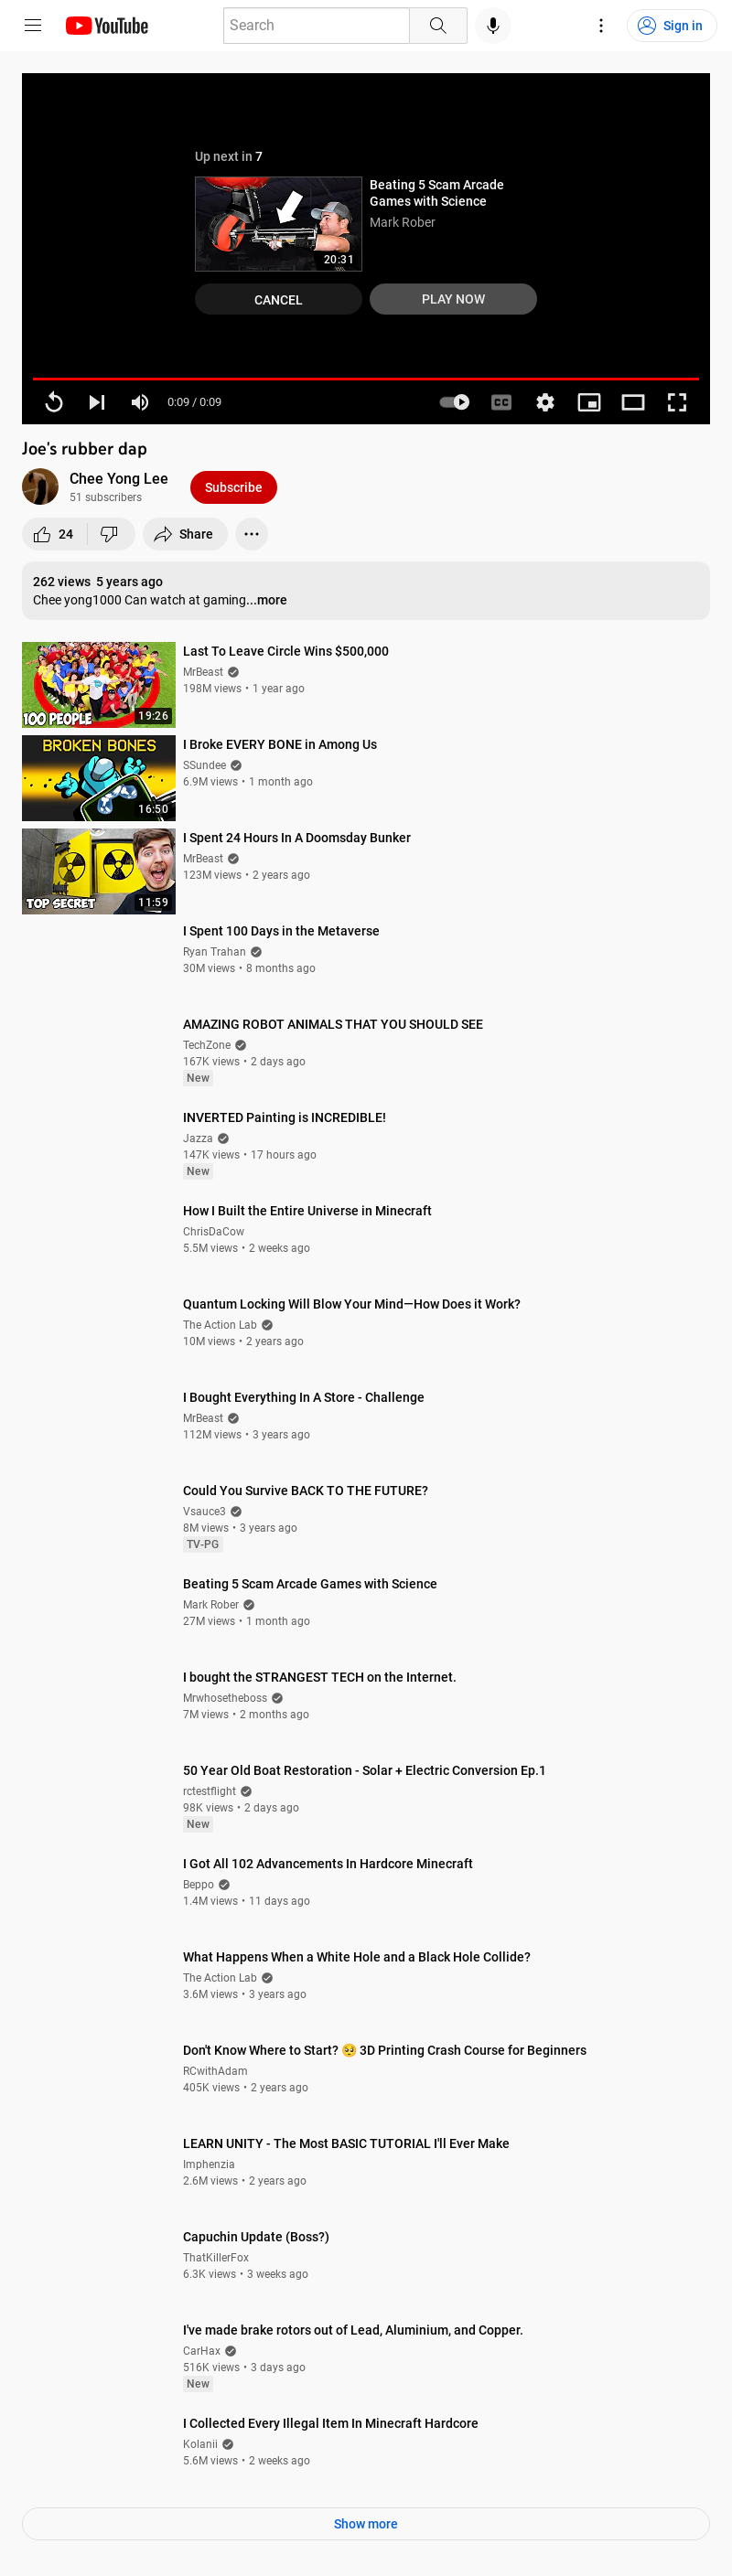 YouTube
Search
Sign in
Up next in 7
Beating 5 Scam Arcade
Games with Science
Mark Rober
20:31
CANCEL
PLAY NOW
0:09 / 0:09
CC
Joe's rubber dap
Chee Yong Lee
51 subscribers
Subscribe
24
Share
262 views 5 years ago
Chee yong1000 Can watch at gaming...more
100 PEOPLE
19:26
Last To Leave Circle Wins $500,000
MrBeast
198M views • 1 year ago
BROKEN BONES
16:50
I Broke EVERY BONE in Among Us
SSundee
6.9M views • 1 month ago
TOP SECRET
11:59
I Spent 24 Hours In A Doomsday Bunker
MrBeast
123M views • 2 years ago
I Spent 100 Days in the Metaverse
Ryan Trahan
30M views • 8 months ago
AMAZING ROBOT ANIMALS THAT YOU SHOULD SEE
TechZone
167K views • 2 days ago
New
INVERTED Painting is INCREDIBLE!
Jazza
147K views • 17 hours ago
New
How I Built the Entire Universe in Minecraft
ChrisDaCow
5.5M views • 2 weeks ago
Quantum Locking Will Blow Your Mind—How Does it Work?
The Action Lab
10M views • 2 years ago
I Bought Everything In A Store - Challenge
MrBeast
112M views • 3 years ago
Could You Survive BACK TO THE FUTURE?
Vsauce3
8M views • 3 years ago
TV-PG
Beating 5 Scam Arcade Games with Science
Mark Rober
27M views • 1 month ago
I bought the STRANGEST TECH on the Internet.
Mrwhosetheboss
7M views • 2 months ago
50 Year Old Boat Restoration - Solar + Electric Conversion Ep.1
rctestflight
98K views • 2 days ago
New
I Got All 102 Advancements In Hardcore Minecraft
Beppo
1.4M views • 11 days ago
What Happens When a White Hole and a Black Hole Collide?
The Action Lab
3.6M views • 3 years ago
Don't Know Where to Start? 🥺 3D Printing Crash Course for Beginners
RCwithAdam
405K views • 2 years ago
LEARN UNITY - The Most BASIC TUTORIAL I'll Ever Make
Imphenzia
2.6M views • 2 years ago
Capuchin Update (Boss?)
ThatKillerFox
6.3K views • 3 weeks ago
I've made brake rotors out of Lead, Aluminium, and Copper.
CarHax
516K views • 3 days ago
New
I Collected Every Illegal Item In Minecraft Hardcore
Kolanii
5.6M views • 2 weeks ago
Show more